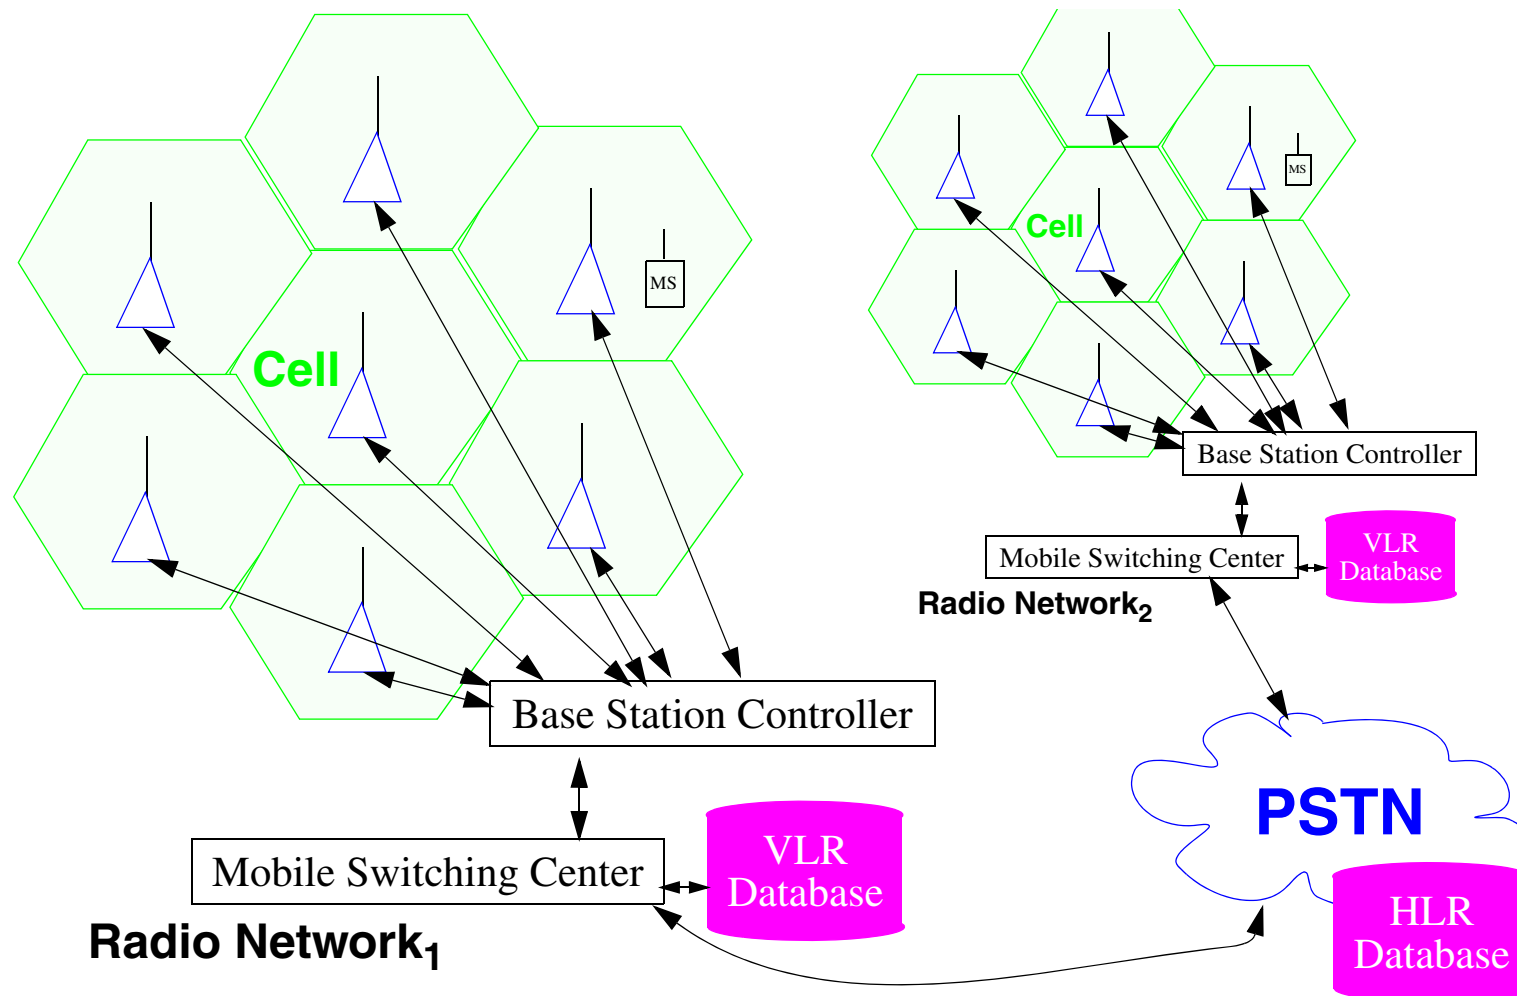 MS
Cell
Base Station Controller
Mobile Switching Center
VLR
Database
Radio Network1
MS
Cell
Base Station Controller
Mobile Switching Center
VLR
Database
Radio Network2
PSTN
HLR
Database